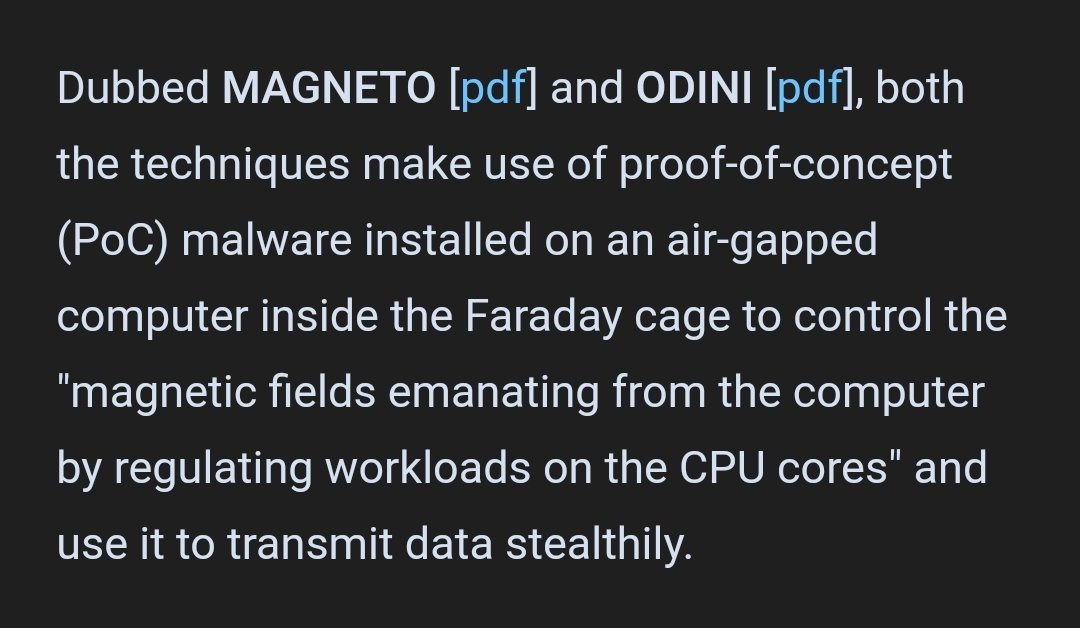 Dubbed MAGNETO [pdf] and ODINI [pdf], both
the techniques make use of proof-of-concept
(PoC) malware installed on an air-gapped
computer inside the Faraday cage to control the
"magnetic fields emanating from the computer
by regulating workloads on the CPU cores" and
use it to transmit data stealthily.